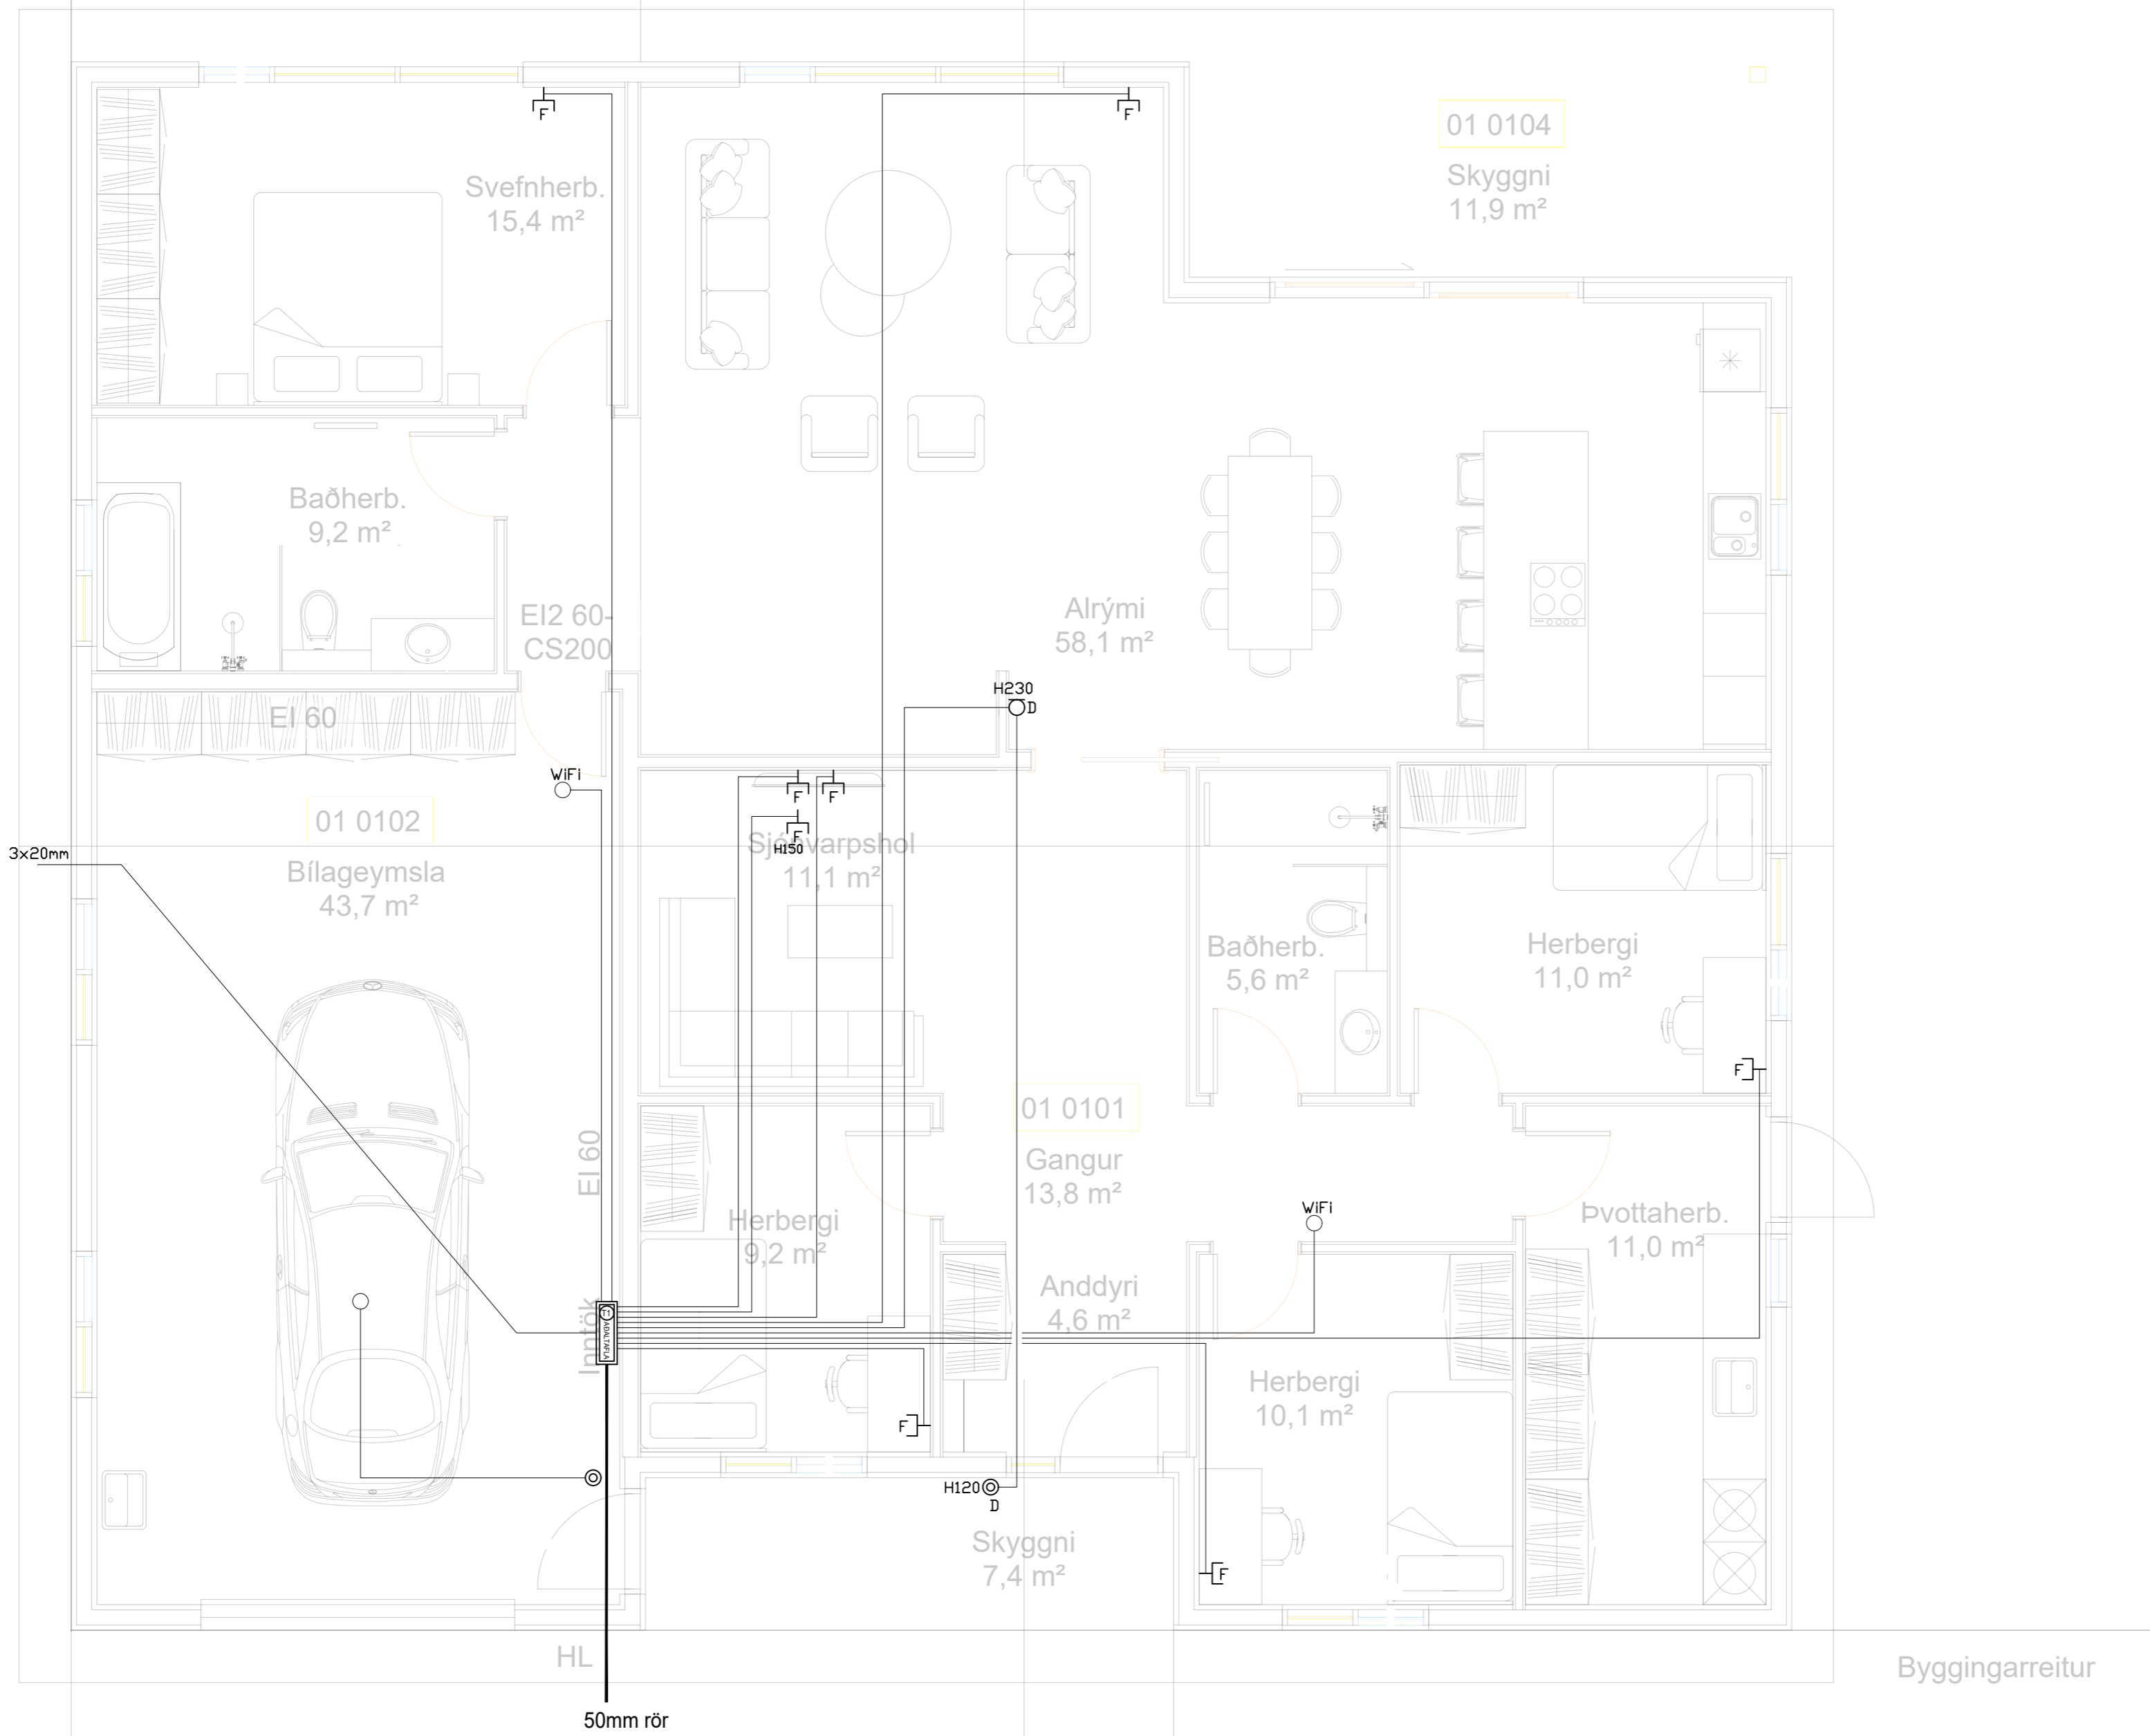 F
F
01 0104
Skyggni
11,9 m²
Svefnherb.
15,4 m²
Baðherb.
9,2 m²
EI2 60-
CS200
Alrými
58,1 m²
H230
D
EI 60
WiFi
F
F
F
H150
01 0102
Sjónvarpshol
11,1 m²
3x20mm
Bílageymsla
43,7 m²
Baðherb.
5,6 m²
Herbergi
11,0 m²
F
01 0101
EI 60
Gangur
13,8 m²
WiFi
Herbergi
9,2 m²
Þvottaherb.
11,0 m²
Anddyri
4,6 m²
T1
AÐALTAFLA
Inntök
Herbergi
10,1 m²
F
H120
D
Skyggni
7,4 m²
F
HL
Byggingarreitur
50mm rör